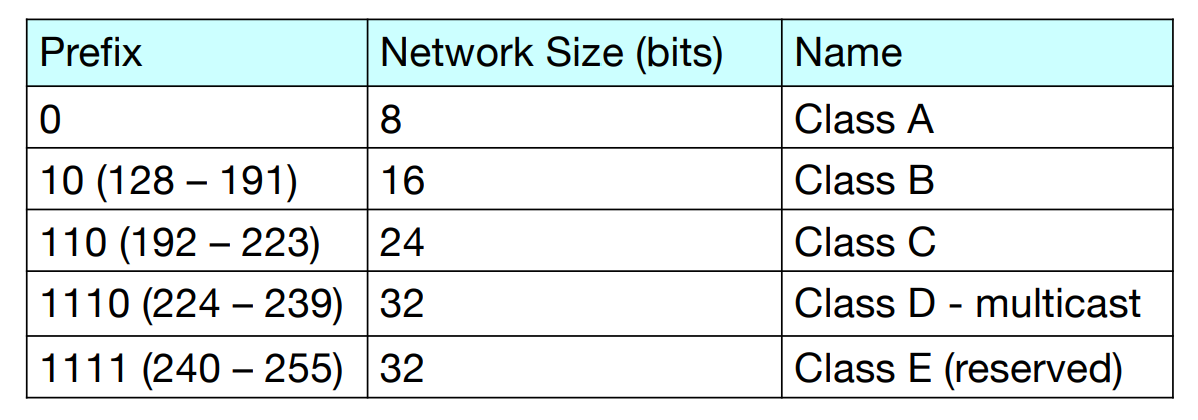 Prefix Network Size (bits) Name
0 8 Class A
10 (128 – 191) 16 Class B
110 (192 – 223) 24 Class C
1110 (224 – 239) 32 Class D - multicast
1111 (240 – 255) 32 Class E (reserved)